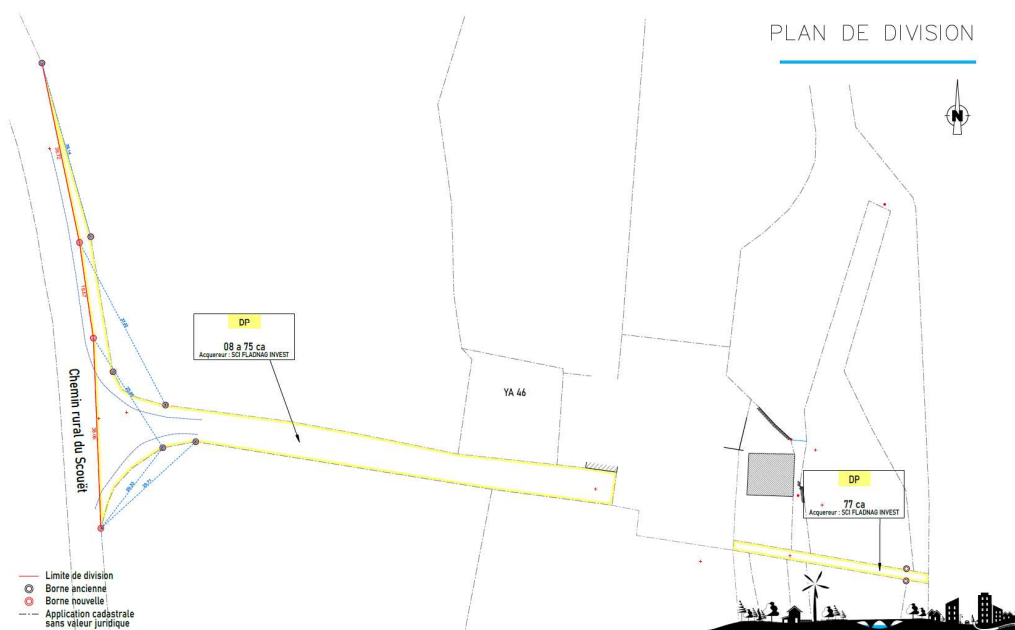 PLAN DE DIVISION
N
DP
08 a 75 ca
Acquereur : SCI FLADNAG INVEST
YA 46
Chemin rural du Scouët
DP
77 ca
Acquereur : SCI FLADNAG INVEST
Limite de division
Borne ancienne
Borne nouvelle
Application cadastrale
sans valeur juridique